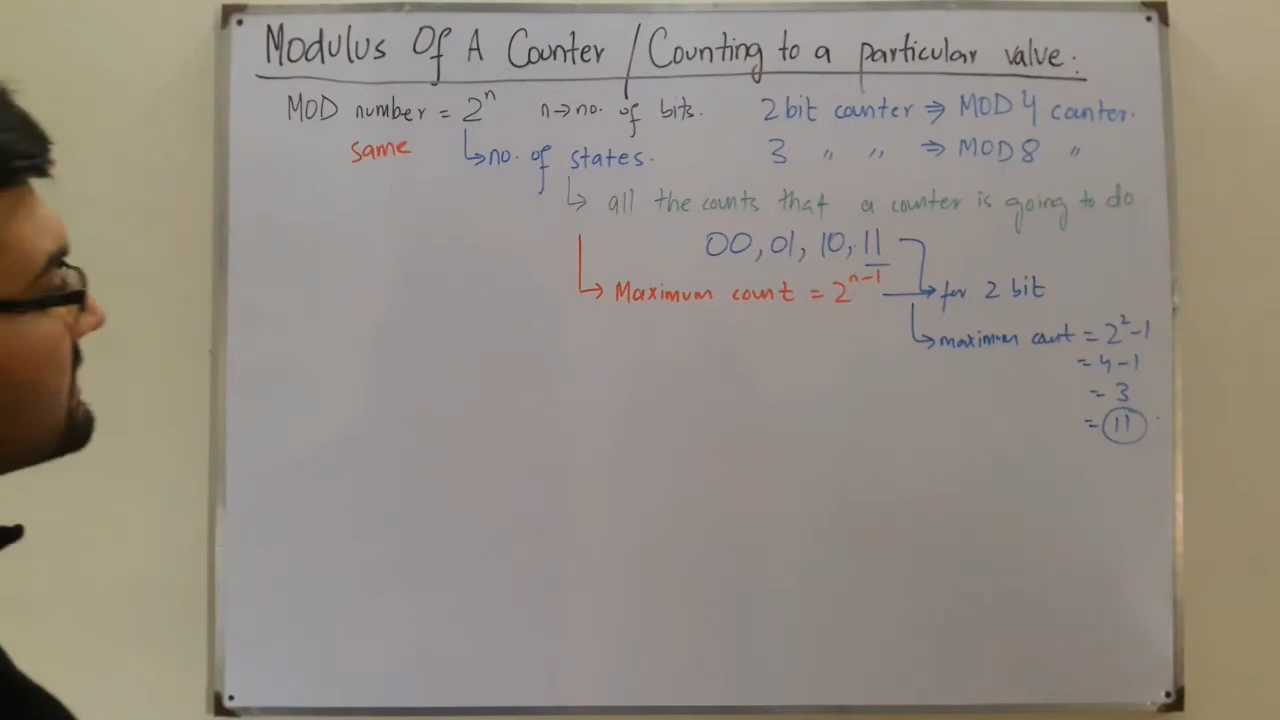 Modulus Of A Counter / Counting to a particular valve.
MOD number = 2ⁿ n→no. of bits. 2 bit counter ⇒ MOD 4 counter.
same ↳no. of states. 3 " " ⇒ MOD 8 "
↳ all the counts that a counter is going to do
00, 01, 10, 11
↳ Maximum count = 2ⁿ⁻¹ → for 2 bit
↳ maximum count = 2²-1
= 4-1
= 3
= 11